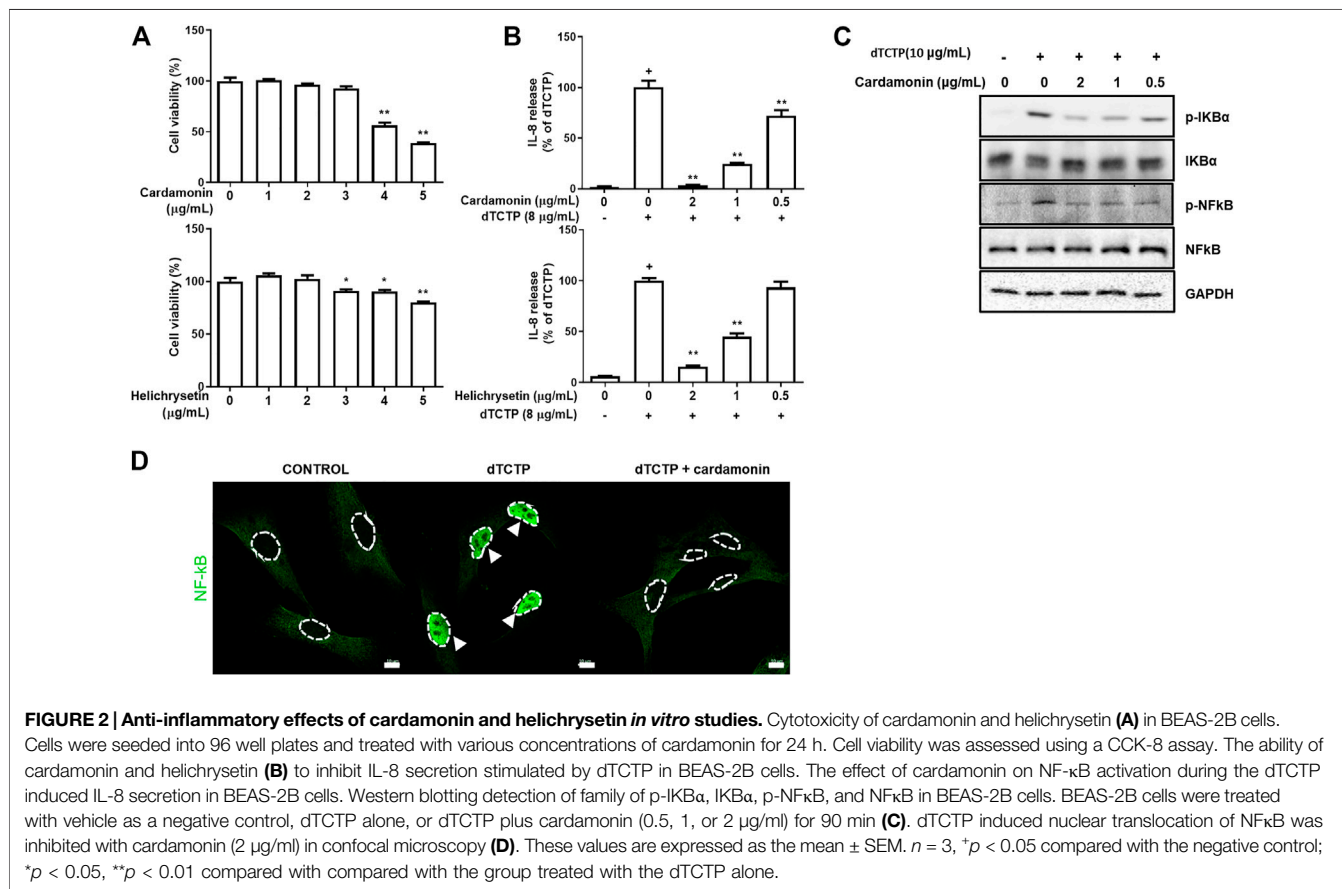 A
Cell viability (%)
150
100
50
0
** **
Cardamonin
(μg/mL)
0 1 2 3 4 5
Cell viability (%)
150
100
50
0
* * **
Helichrysetin
(μg/mL)
0 1 2 3 4 5
B
IL-8 release
(% of dTCTP)
150
100
50
0
+ ** ** **
Cardamonin (μg/mL) 0 0 2 1 0.5
dTCTP (8 μg/mL) - + + + +
IL-8 release
(% of dTCTP)
150
100
50
0
+ ** **
Helichrysetin (μg/mL) 0 0 2 1 0.5
dTCTP (8 μg/mL) - + + + +
C
dTCTP(10 μg/mL) - + + + +
Cardamonin (μg/mL) 0 0 2 1 0.5
p-IKBα
IKBα
p-NFkB
NFkB
GAPDH
D
CONTROL dTCTP dTCTP + cardamonin
NF-kB
FIGURE 2 | Anti-inflammatory effects of cardamonin and helichrysetin in vitro studies. Cytotoxicity of cardamonin and helichrysetin (A) in BEAS-2B cells.
Cells were seeded into 96 well plates and treated with various concentrations of cardamonin for 24 h. Cell viability was assessed using a CCK-8 assay. The ability of
cardamonin and helichrysetin (B) to inhibit IL-8 secretion stimulated by dTCTP in BEAS-2B cells. The effect of cardamonin on NF-κB activation during the dTCTP
induced IL-8 secretion in BEAS-2B cells. Western blotting detection of family of p-IKBα, IKBα, p-NFκB, and NFκB in BEAS-2B cells. BEAS-2B cells were treated
with vehicle as a negative control, dTCTP alone, or dTCTP plus cardamonin (0.5, 1, or 2 μg/ml) for 90 min (C). dTCTP induced nuclear translocation of NFκB was
inhibited with cardamonin (2 μg/ml) in confocal microscopy (D). These values are expressed as the mean ± SEM. n = 3, +p < 0.05 compared with the negative control;
*p < 0.05, **p < 0.01 compared with compared with the group treated with the dTCTP alone.